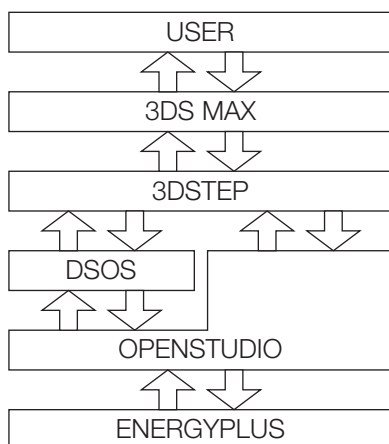 USER
3DS MAX
3DSTEP
DSOS
OPENSTUDIO
ENERGYPLUS